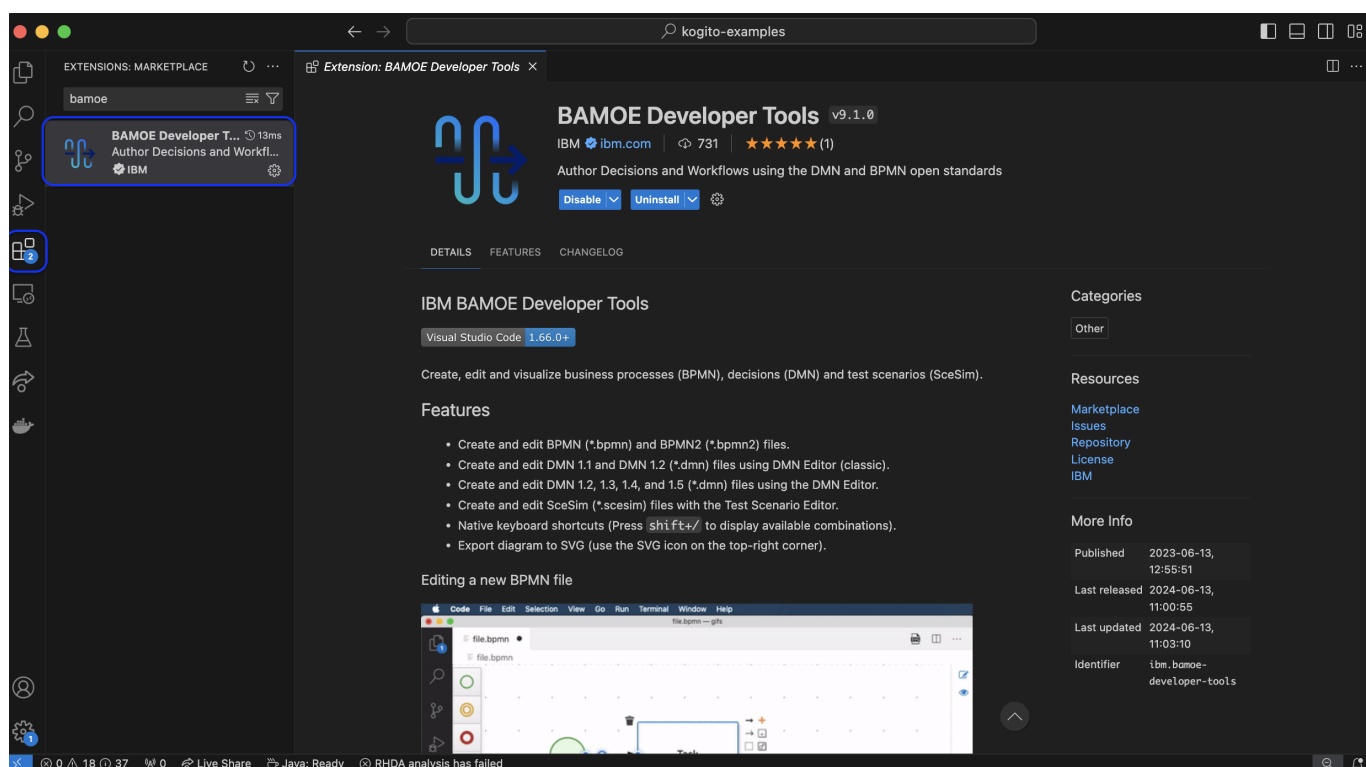 kogito-examples
EXTENSIONS: MARKETPLACE
bamoe
BAMOE Developer T... 13ms
Author Decisions and Workfl...
IBM
2
1
Extension: BAMOE Developer Tools
BAMOE Developer Tools v9.1.0
IBM ibm.com 731 (1)
Author Decisions and Workflows using the DMN and BPMN open standards
Disable Uninstall
DETAILS FEATURES CHANGELOG
IBM BAMOE Developer Tools
Visual Studio Code 1.66.0+
Create, edit and visualize business processes (BPMN), decisions (DMN) and test scenarios (SceSim).
Features
• Create and edit BPMN (*.bpmn) and BPMN2 (*.bpmn2) files.
• Create and edit DMN 1.1 and DMN 1.2 (*.dmn) files using DMN Editor (classic).
• Create and edit DMN 1.2, 1.3, 1.4, and 1.5 (*.dmn) files using the DMN Editor.
• Create and edit SceSim (*.scesim) files with the Test Scenario Editor.
• Native keyboard shortcuts (Press shift+/ to display available combinations).
• Export diagram to SVG (use the SVG icon on the top-right corner).
Editing a new BPMN file
Code File Edit Selection View Go Run Terminal Window Help
file.bpmn — gifs
file.bpmn
file.bpmn
1
Task
Categories
Other
Resources
Marketplace
Issues
Repository
License
IBM
More Info
Published 2023-06-13,
12:55:51
Last released 2024-06-13,
11:00:55
Last updated 2024-06-13,
11:03:10
Identifier ibm.bamoe-
developer-tools
0 18 37 0 Live Share Java: Ready RHDA analysis has failed